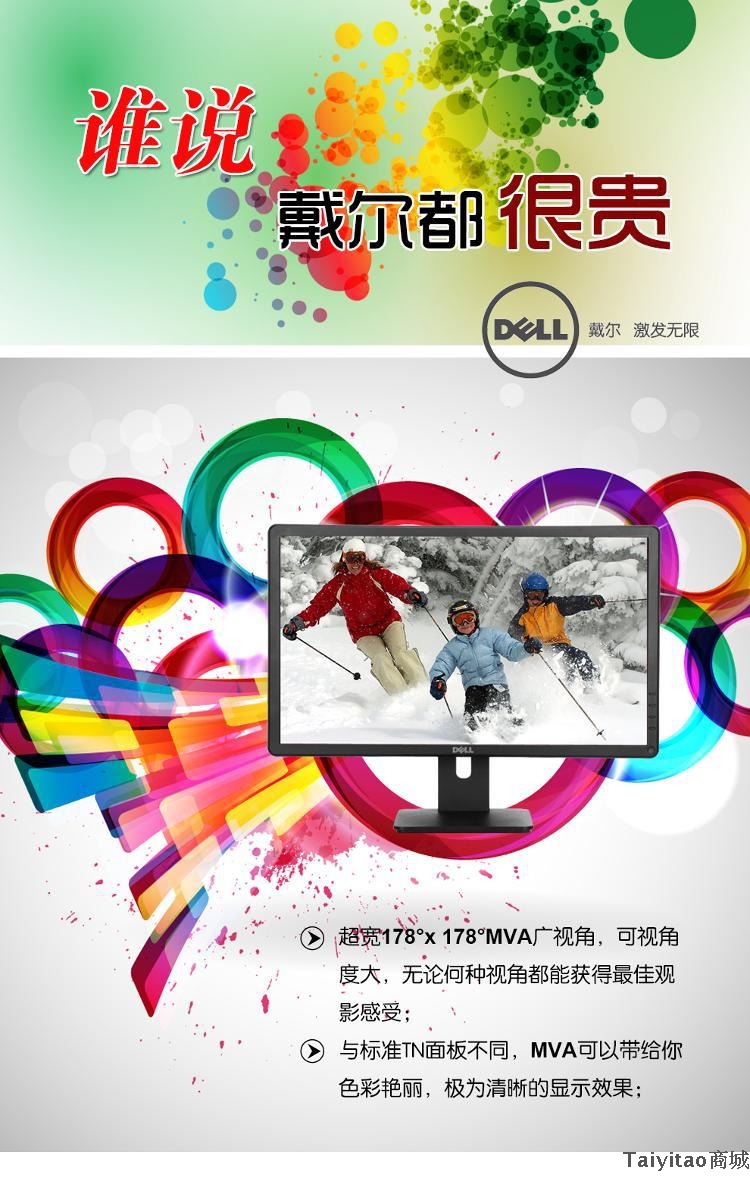 谁说
戴尔都很贵
DELL 戴尔 激发无限
DELL
超宽178°x 178°MVA广视角，可视角
度大，无论何种视角都能获得最佳观
影感受；
与标准TN面板不同，MVA可以带给你
色彩艳丽，极为清晰的显示效果；
Taiyitao商城